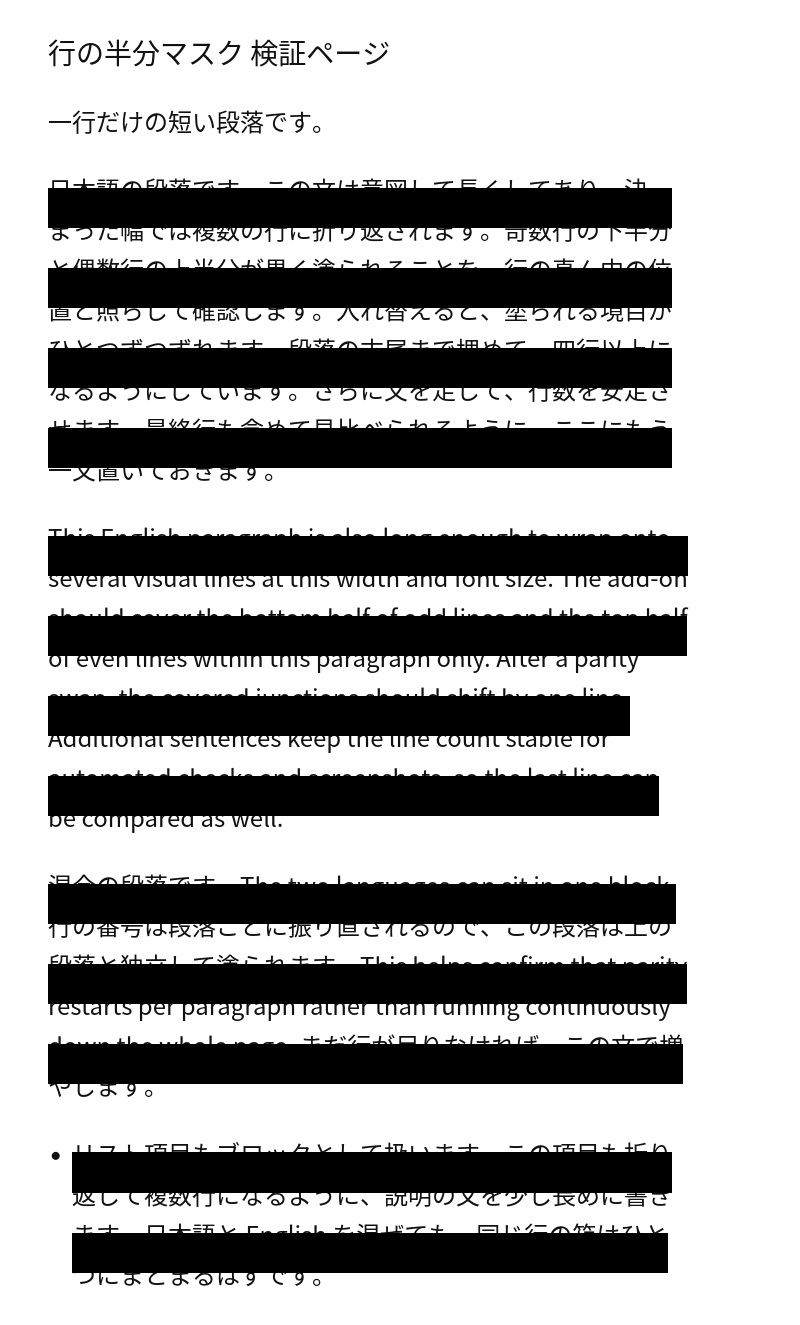 行の半分マスク 検証ページ
一行だけの短い段落です。
日本語の段落です。この文は意図して長くしてあり、決
まった幅では複数の行に折り返されます。奇数行の下半分
と偶数行の上半分が黒く塗られることを、行の真ん中の位
置と照らして確認します。入れ替えると、塗られる境目が
ひとつずつずれます。段落の末尾まで埋めて、四行以上に
なるようにしています。さらに文を足して、行数を安定さ
せます。最終行も含めて見比べられるように、ここにもう
一文置いておきます。
This English paragraph is also long enough to wrap onto
several visual lines at this width and font size. The add-on
should cover the bottom half of odd lines and the top half
of even lines within this paragraph only. After a parity
swap, the covered junctions should shift by one line.
Additional sentences keep the line count stable for
automated checks and screenshots, so the last line can
be compared as well.
混合の段落です。The two languages can sit in one block.
行の番号は段落ごとに振り直されるので、この段落は上の
段落と独立して塗られます。This helps confirm that parity
restarts per paragraph rather than running continuously
down the whole page. まだ行が足りなければ、この文で増
やします。
• リスト項目もブロックとして扱います。この項目も折り
返して複数行になるように、説明の文を少し長めに書き
ます。日本語と English を混ぜても、同じ行の箱はひと
つにまとまるはずです。